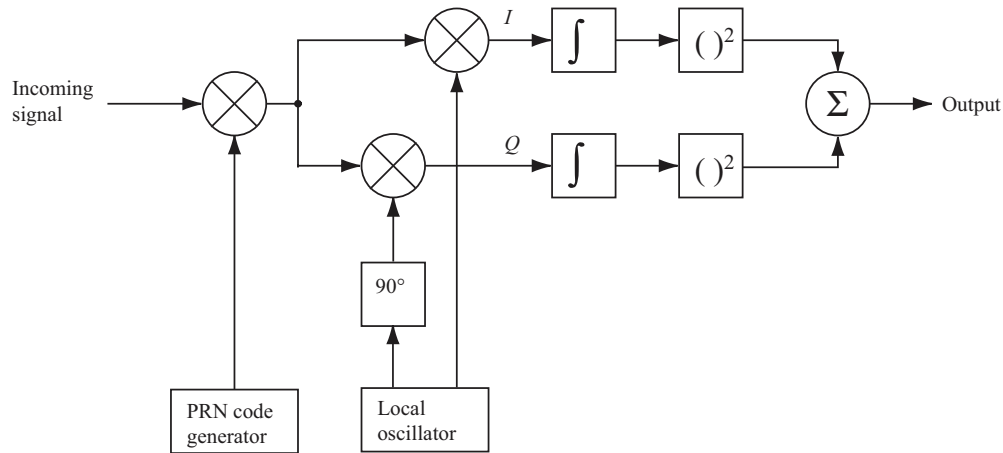 I
∫
( )²
Incoming
signal
Σ
Output
Q
∫
( )²
90°
PRN code
generator
Local
oscillator